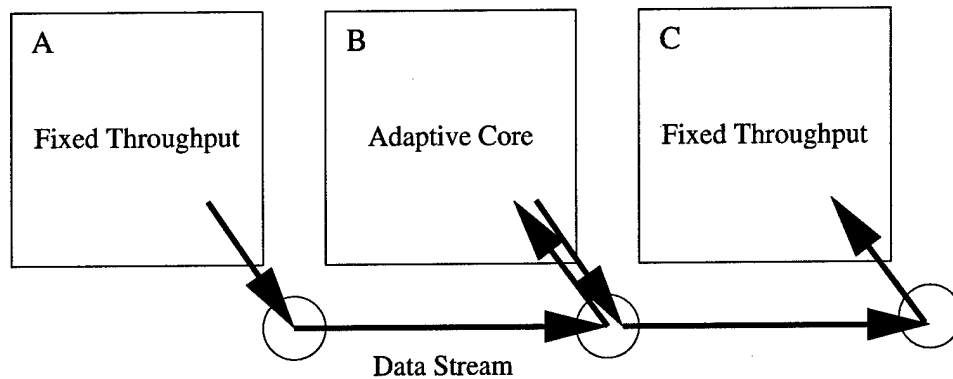 A
Fixed Throughput
B
Adaptive Core
C
Fixed Throughput
Data Stream